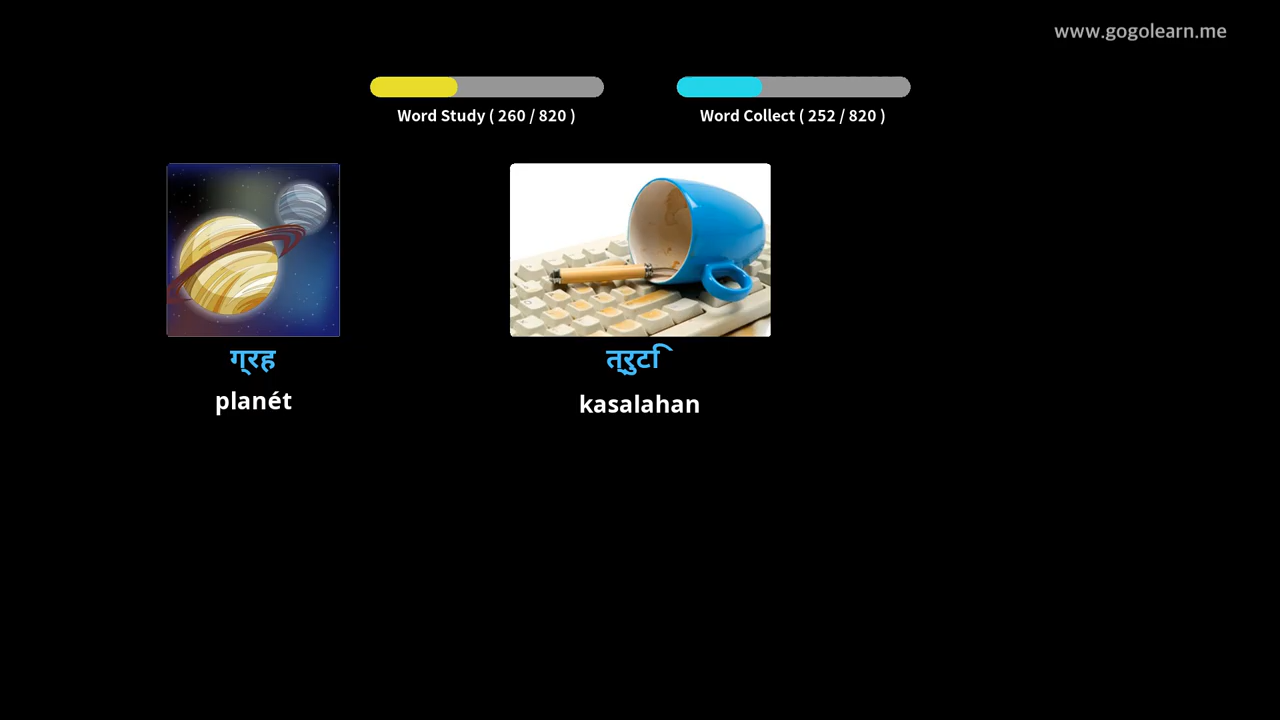 www.gogolearn.me
Word Study ( 260 / 820 )
Word Collect ( 252 / 820 )
ग्रह
त्रुटि
planét
kasalahan